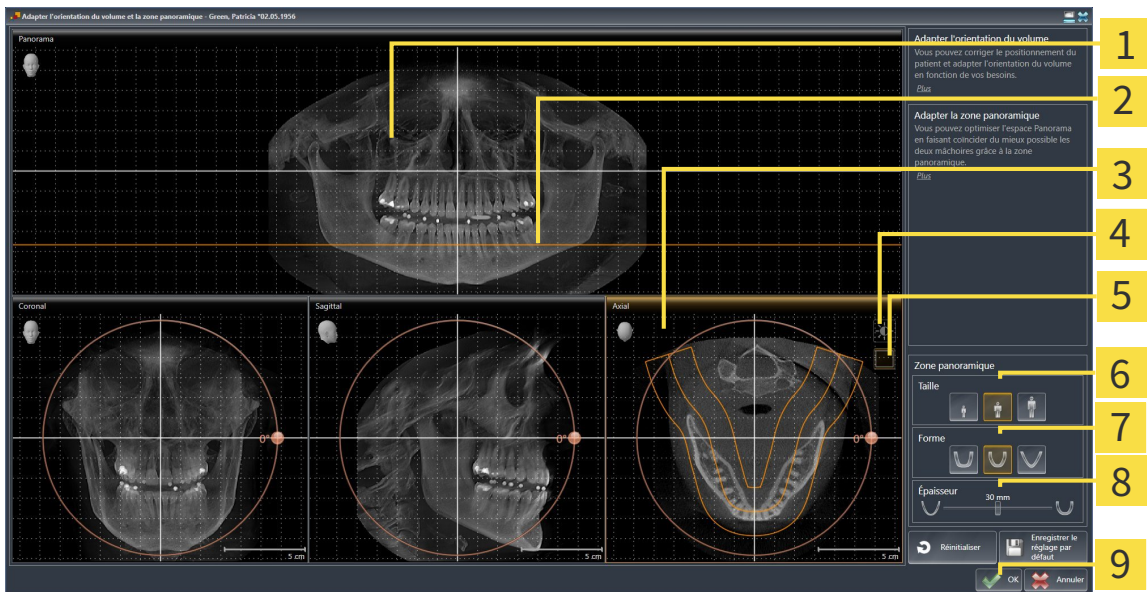 Adapter l'orientation du volume et la zone panoramique - Green, Patricia *02.05.1956
Panorama
Adapter l'orientation du volume
Vous pouvez corriger le positionnement du
patient et adapter l'orientation du volume
en fonction de vos besoins.
Plus
Adapter la zone panoramique
Vous pouvez optimiser l'espace Panorama
en faisant coïncider du mieux possible les
deux mâchoires grâce à la zone
panoramique.
Plus
Coronal
0°
5 cm
Sagittal
0°
5 cm
Axial
0°
5 cm
Zone panoramique
Taille
Forme
Épaisseur
30 mm
Réinitialiser
Enregistrer le
réglage par
défaut
OK
Annuler
1
2
3
4
5
6
7
8
9